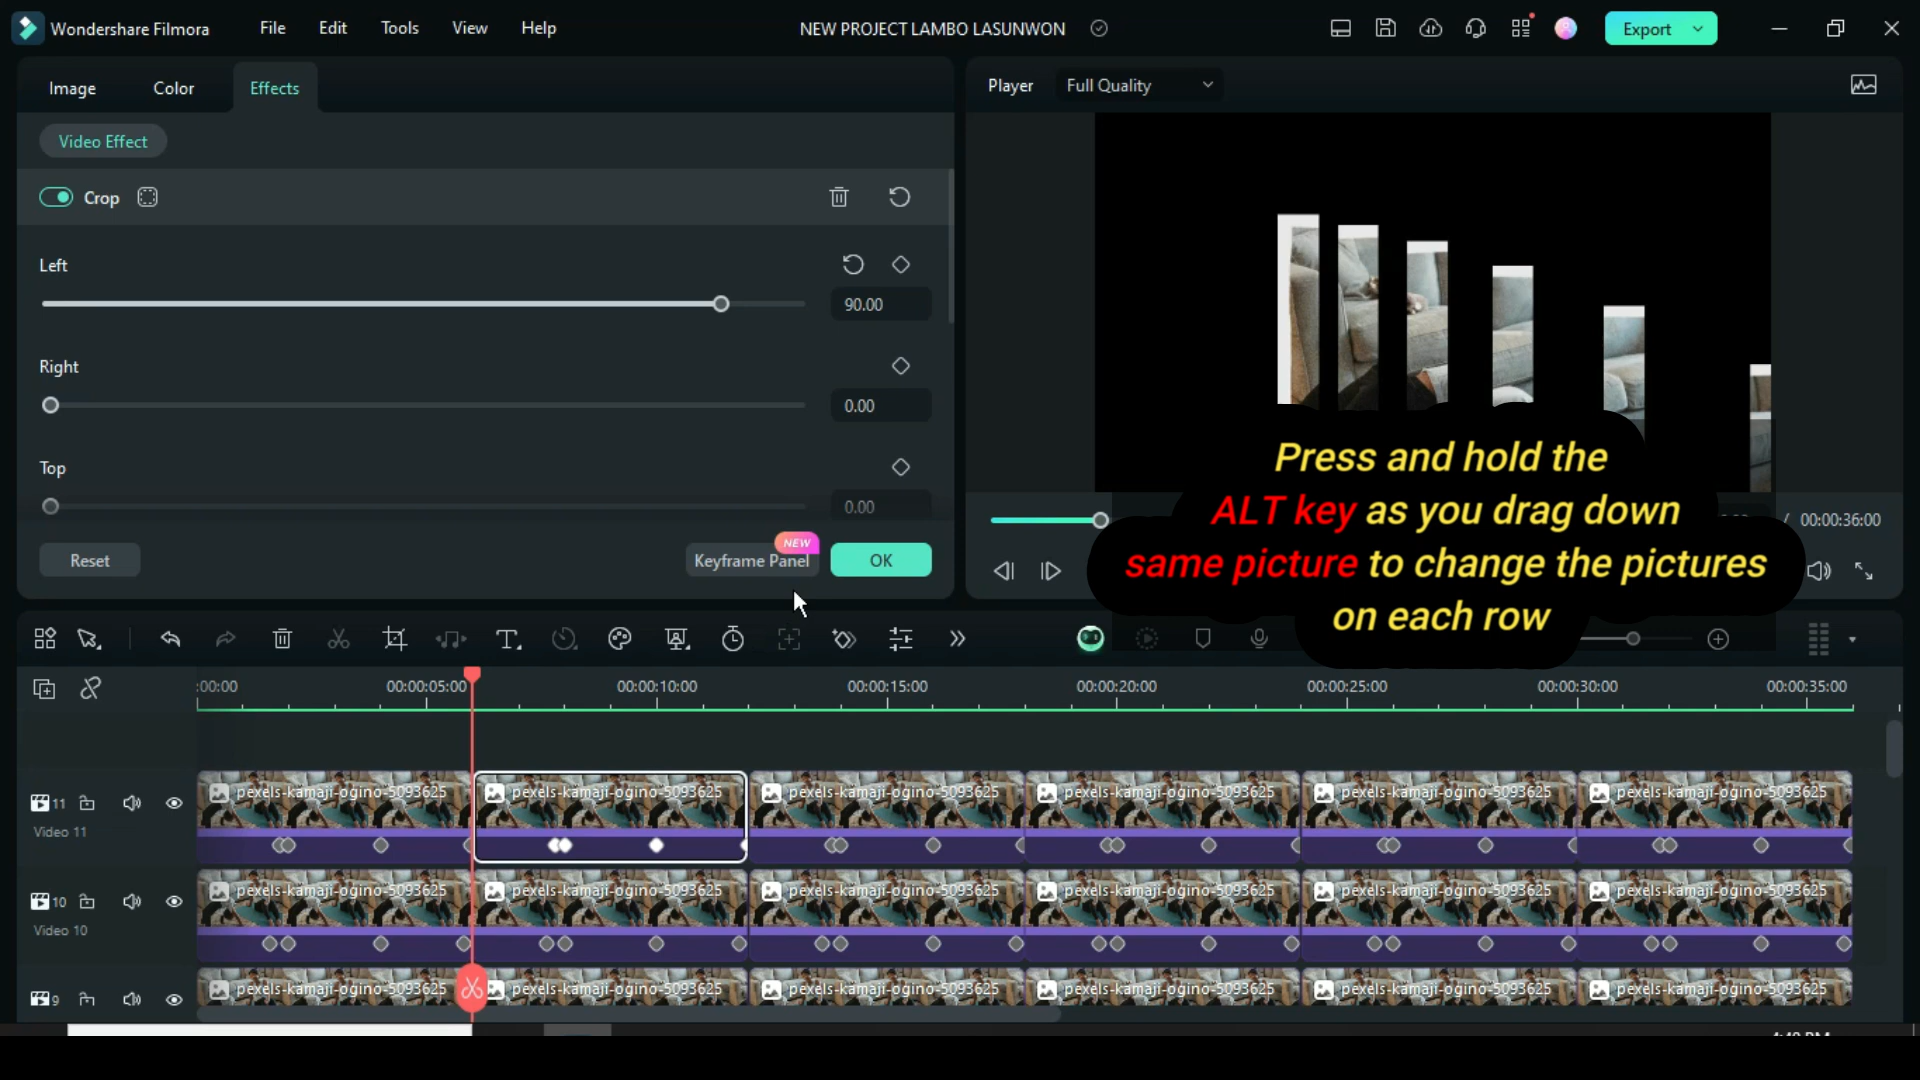 Wondershare Filmora
File
Edit
Tools
View
Help
NEW PROJECT LAMBO LASUNWON
Export
Image
Color
Effects
Player
Full Quality
Video Effect
Crop
Left
90.00
Right
0.00
Top
0.00
Reset
NEW
Keyframe Panel
OK
/ 00:00:36:00
Press and hold the
ALT key as you drag down
same picture to change the pictures
on each row
:00:00
00:00:05:00
00:00:10:00
00:00:15:00
00:00:20:00
00:00:25:00
00:00:30:00
00:00:35:00
11
Video 11
pexels-kamaji-ogino-5093625
pexels-kamaji-ogino-5093625
pexels-kamaji-ogino-5093625
pexels-kamaji-ogino-5093625
pexels-kamaji-ogino-5093625
pexels-kamaji-ogino-5093625
10
Video 10
pexels-kamaji-ogino-5093625
pexels-kamaji-ogino-5093625
pexels-kamaji-ogino-5093625
pexels-kamaji-ogino-5093625
pexels-kamaji-ogino-5093625
pexels-kamaji-ogino-5093625
9
pexels-kamaji-ogino-5093625
pexels-kamaji-ogino-5093625
pexels-kamaji-ogino-5093625
pexels-kamaji-ogino-5093625
pexels-kamaji-ogino-5093625
pexels-kamaji-ogino-5093625